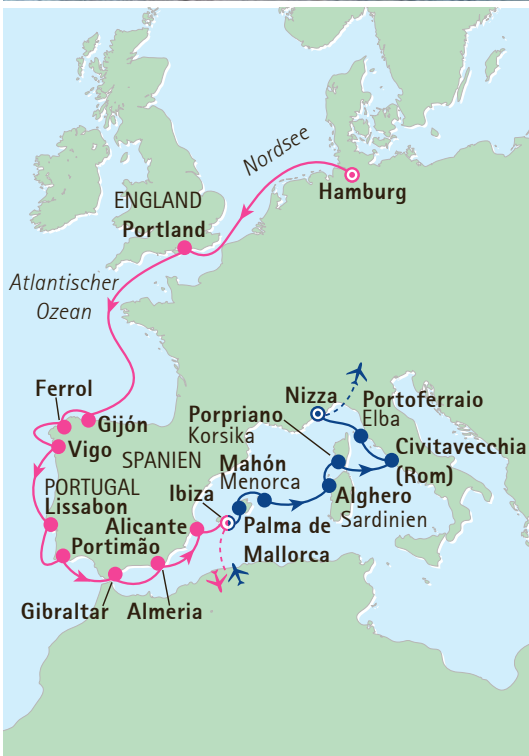 Nordsee
Hamburg
ENGLAND
Portland
Atlantischer
Ozean
Ferrol
Gijón
Vigo
SPANIEN
PORTUGAL
Lissabon
Portimão
Gibraltar
Almeria
Alicante
Ibiza
Palma de
Mallorca
Mahón
Menorca
Porpriano
Korsika
Nizza
Portoferraio
Elba
Civitavecchia
(Rom)
Alghero
Sardinien